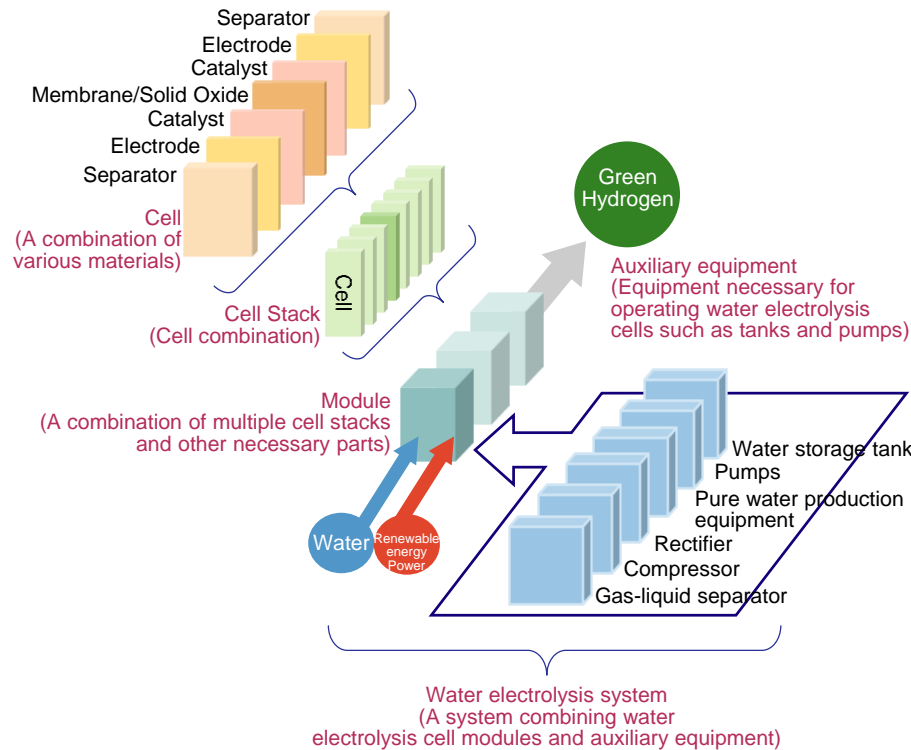 Separator
Electrode
Catalyst
Membrane/Solid Oxide
Catalyst
Electrode
Separator
Cell
(A combination of
various materials)
Cell
Cell Stack
(Cell combination)
Green
Hydrogen
Auxiliary equipment
(Equipment necessary for
operating water electrolysis
cells such as tanks and pumps)
Module
(A combination of multiple cell stacks
and other necessary parts)
Water
Renewable
energy
Power
Water storage tank
Pumps
Pure water production
equipment
Rectifier
Compressor
Gas-liquid separator
Water electrolysis system
(A system combining water
electrolysis cell modules and auxiliary equipment)